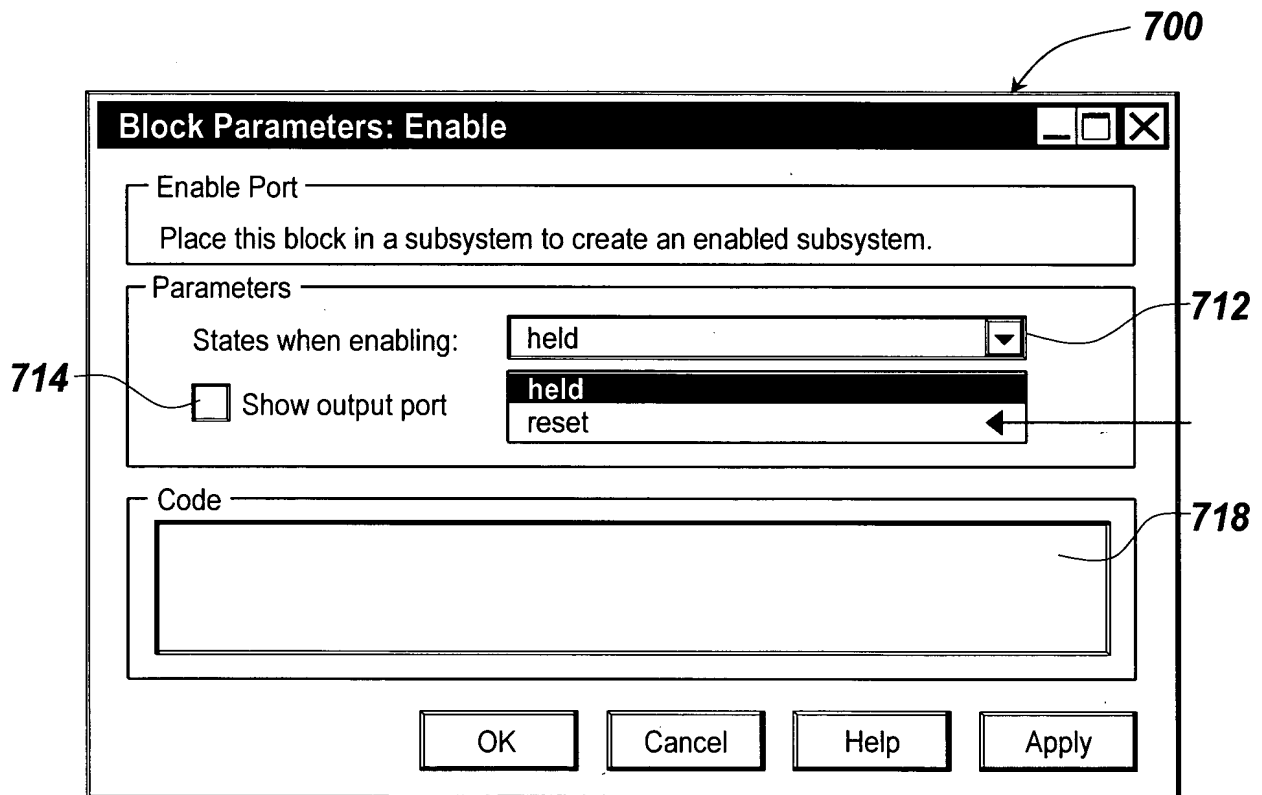 700
Block Parameters: Enable
Enable Port
Place this block in a subsystem to create an enabled subsystem.
Parameters
States when enabling:
held
712
714
Show output port
held
reset
Code
718
OK
Cancel
Help
Apply